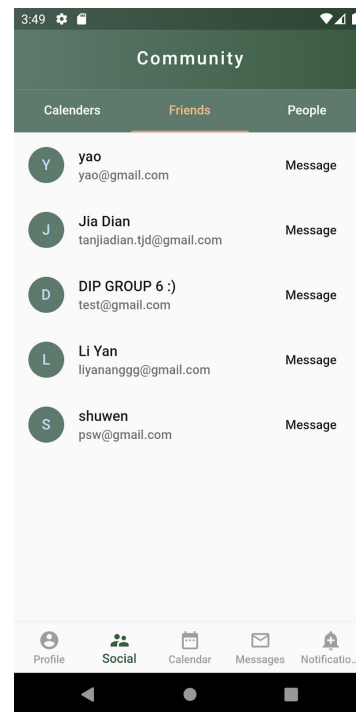 3:49
Community
Calenders Friends People
Y yao Message
yao@gmail.com
J Jia Dian Message
tanjiadian.tjd@gmail.com
D DIP GROUP 6 :) Message
test@gmail.com
L Li Yan Message
liyananggg@gmail.com
S shuwen Message
psw@gmail.com
Profile Social Calendar Messages Notificatio..